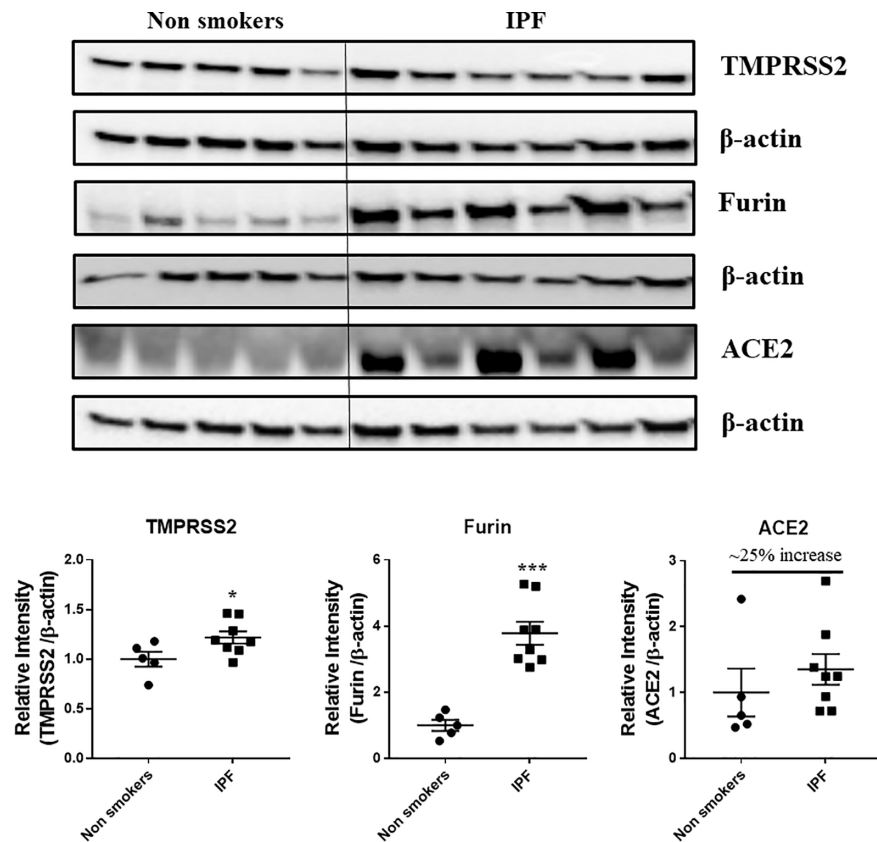 Non smokers IPF
TMPRSS2
β-actin
Furin
β-actin
ACE2
β-actin
TMPRSS2
Relative Intensity
(TMPRSS2 /β-actin)
2.0
1.5
1.0
0.5
0.0
*
Non smokers
IPF
Furin
Relative Intensity
(Furin /β-actin)
6
4
2
0
***
Non smokers
IPF
ACE2
~25% increase
Relative Intensity
(ACE2 /β-actin)
3
2
1
0
Non smokers
IPF